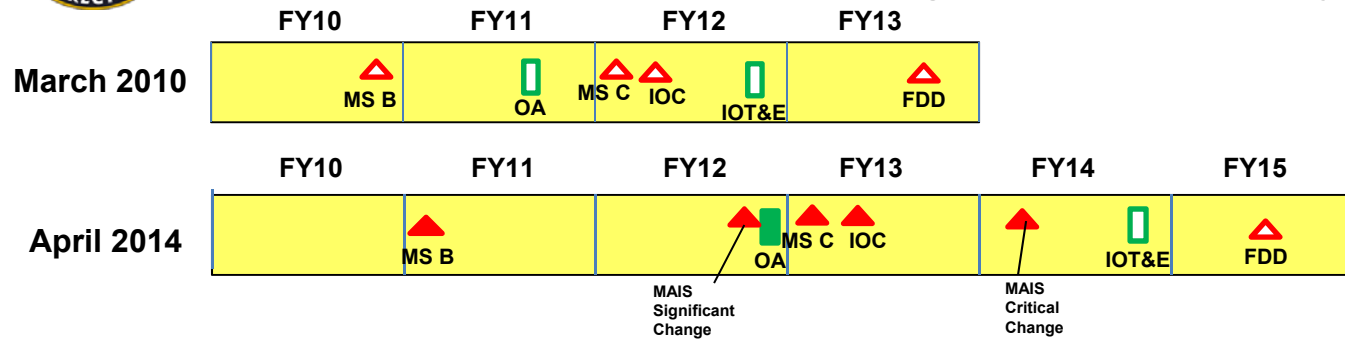 FY10 FY11 FY12 FY13
March 2010
MS B OA MS C IOC IOT&E FDD
FY10 FY11 FY12 FY13 FY14 FY15
April 2014
MS B OA MS C IOC IOT&E FDD
MAIS
Significant
Change
MAIS
Critical
Change